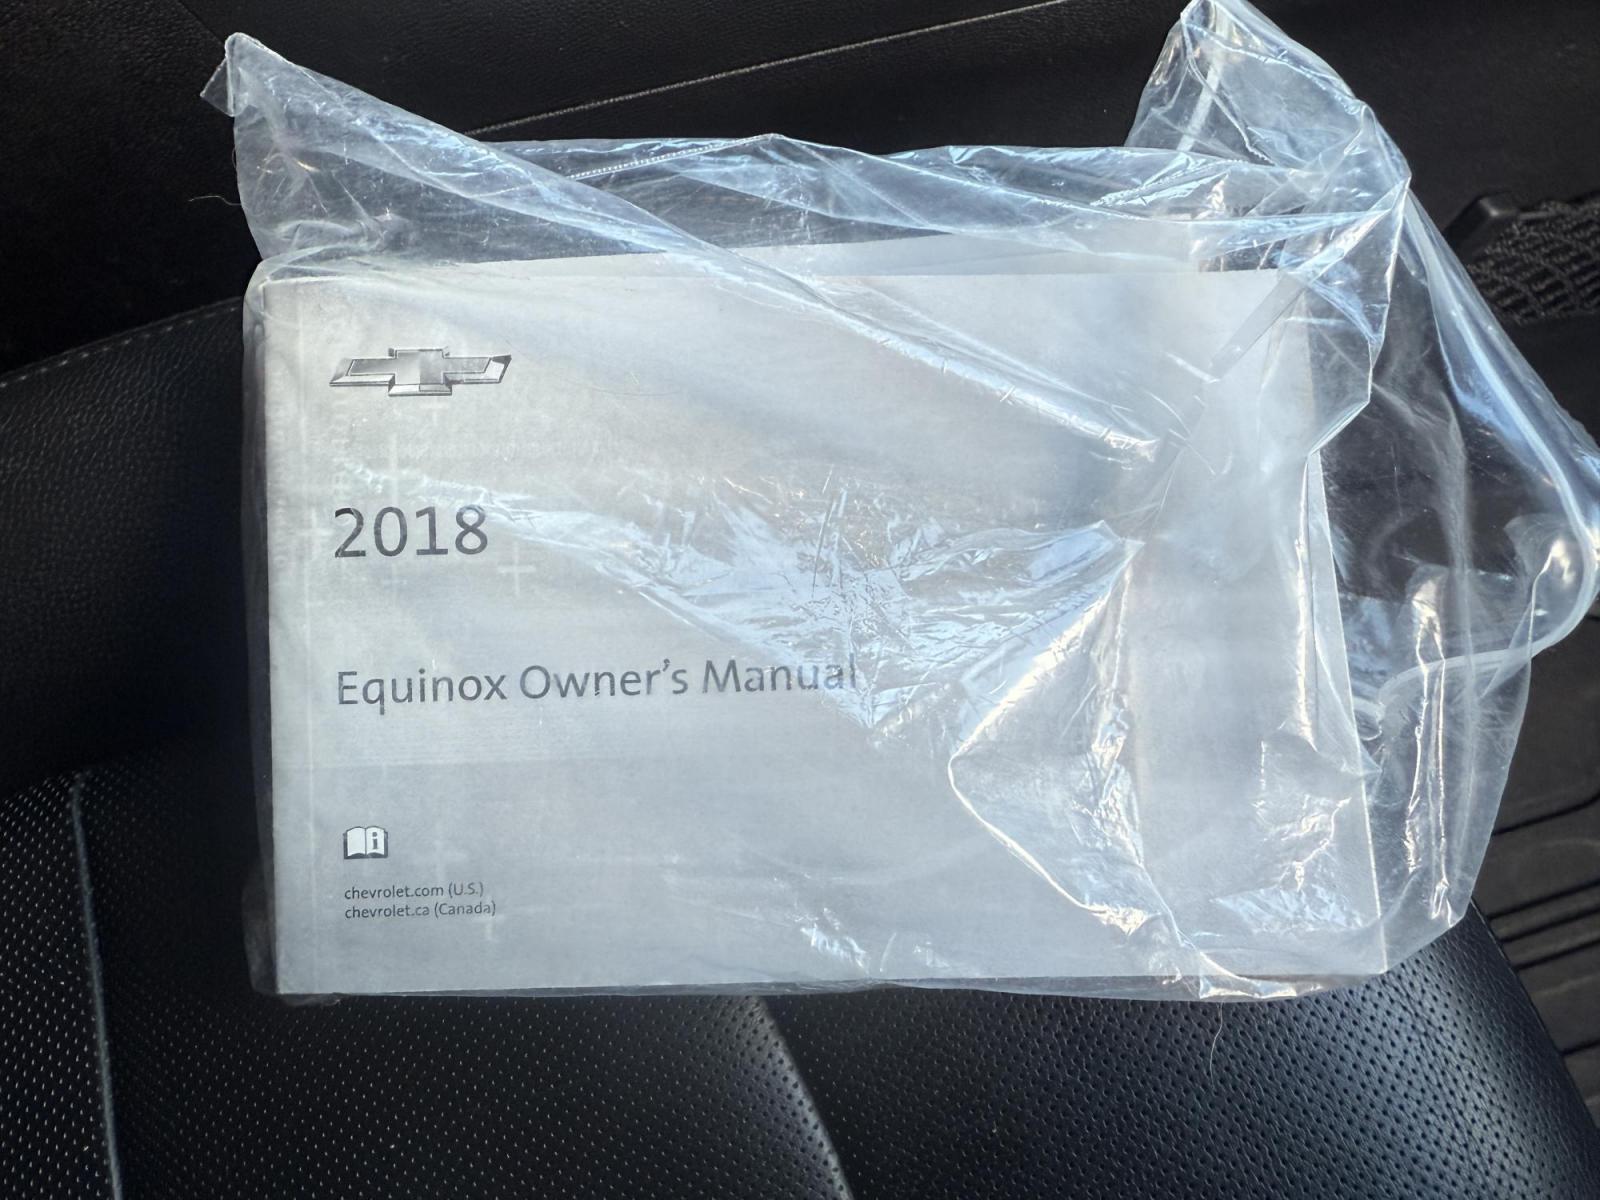 2018
Equinox Owner's Manual
i
chevrolet.com (U.S.)
chevrolet.ca (Canada)